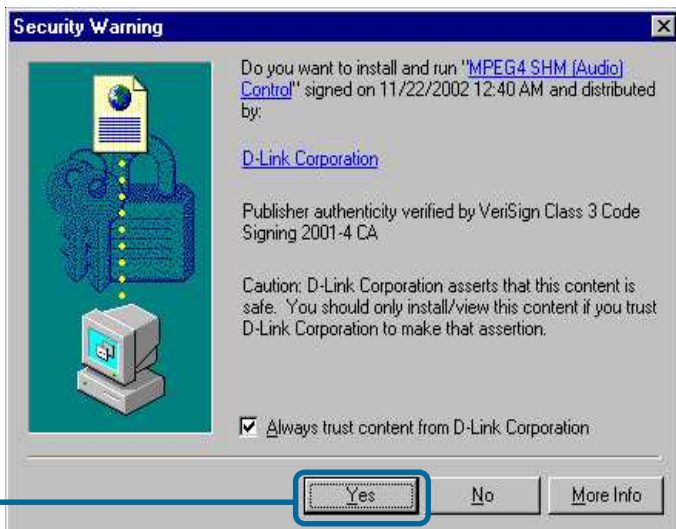 Security Warning
Do you want to install and run "MPEG4 SHM (Audio)
Control" signed on 11/22/2002 12:40 AM and distributed
by:
D-Link Corporation
Publisher authenticity verified by VeriSign Class 3 Code
Signing 2001-4 CA
Caution: D-Link Corporation asserts that this content is
safe. You should only install/view this content if you trust
D-Link Corporation to make that assertion.
Always trust content from D-Link Corporation
Yes
No
More Info